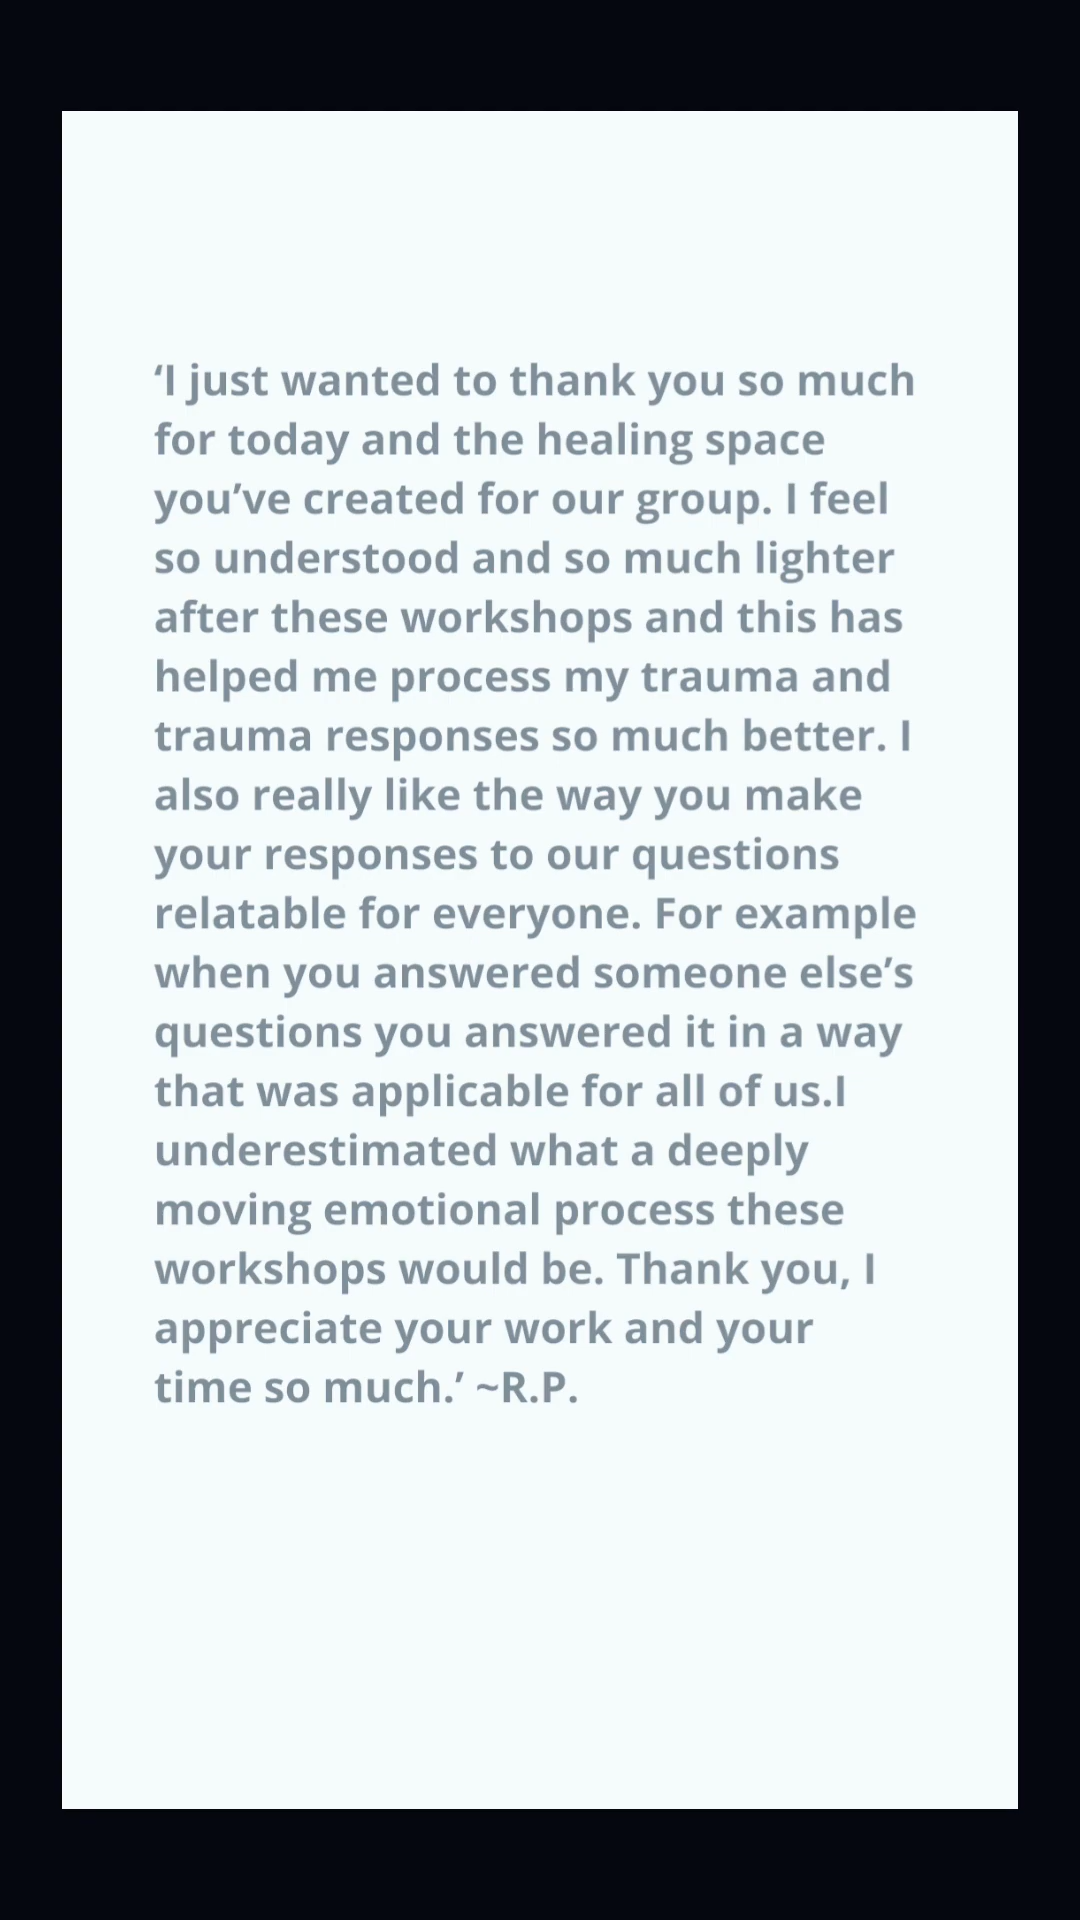 ‘I just wanted to thank you so much
for today and the healing space
you’ve created for our group. I feel
so understood and so much lighter
after these workshops and this has
helped me process my trauma and
trauma responses so much better. I
also really like the way you make
your responses to our questions
relatable for everyone. For example
when you answered someone else’s
questions you answered it in a way
that was applicable for all of us.I
underestimated what a deeply
moving emotional process these
workshops would be. Thank you, I
appreciate your work and your
time so much.’ ~R.P.